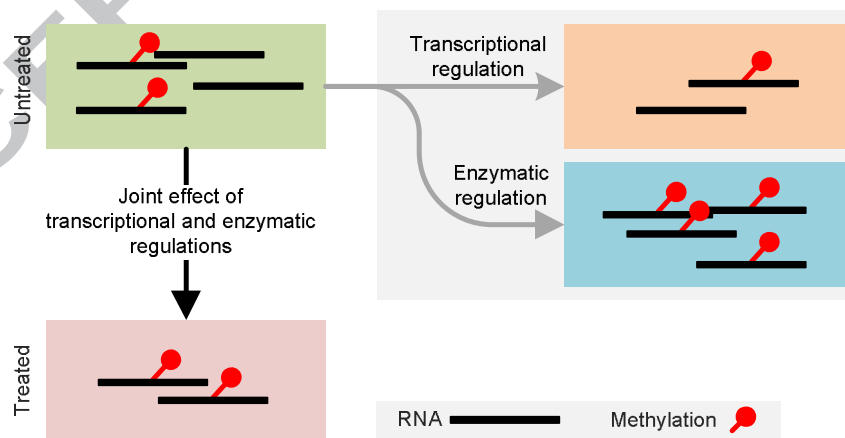 Untreated
Transcriptional
regulation
Enzymatic
regulation
Joint effect of
transcriptional and enzymatic
regulations
Treated
RNA
Methylation